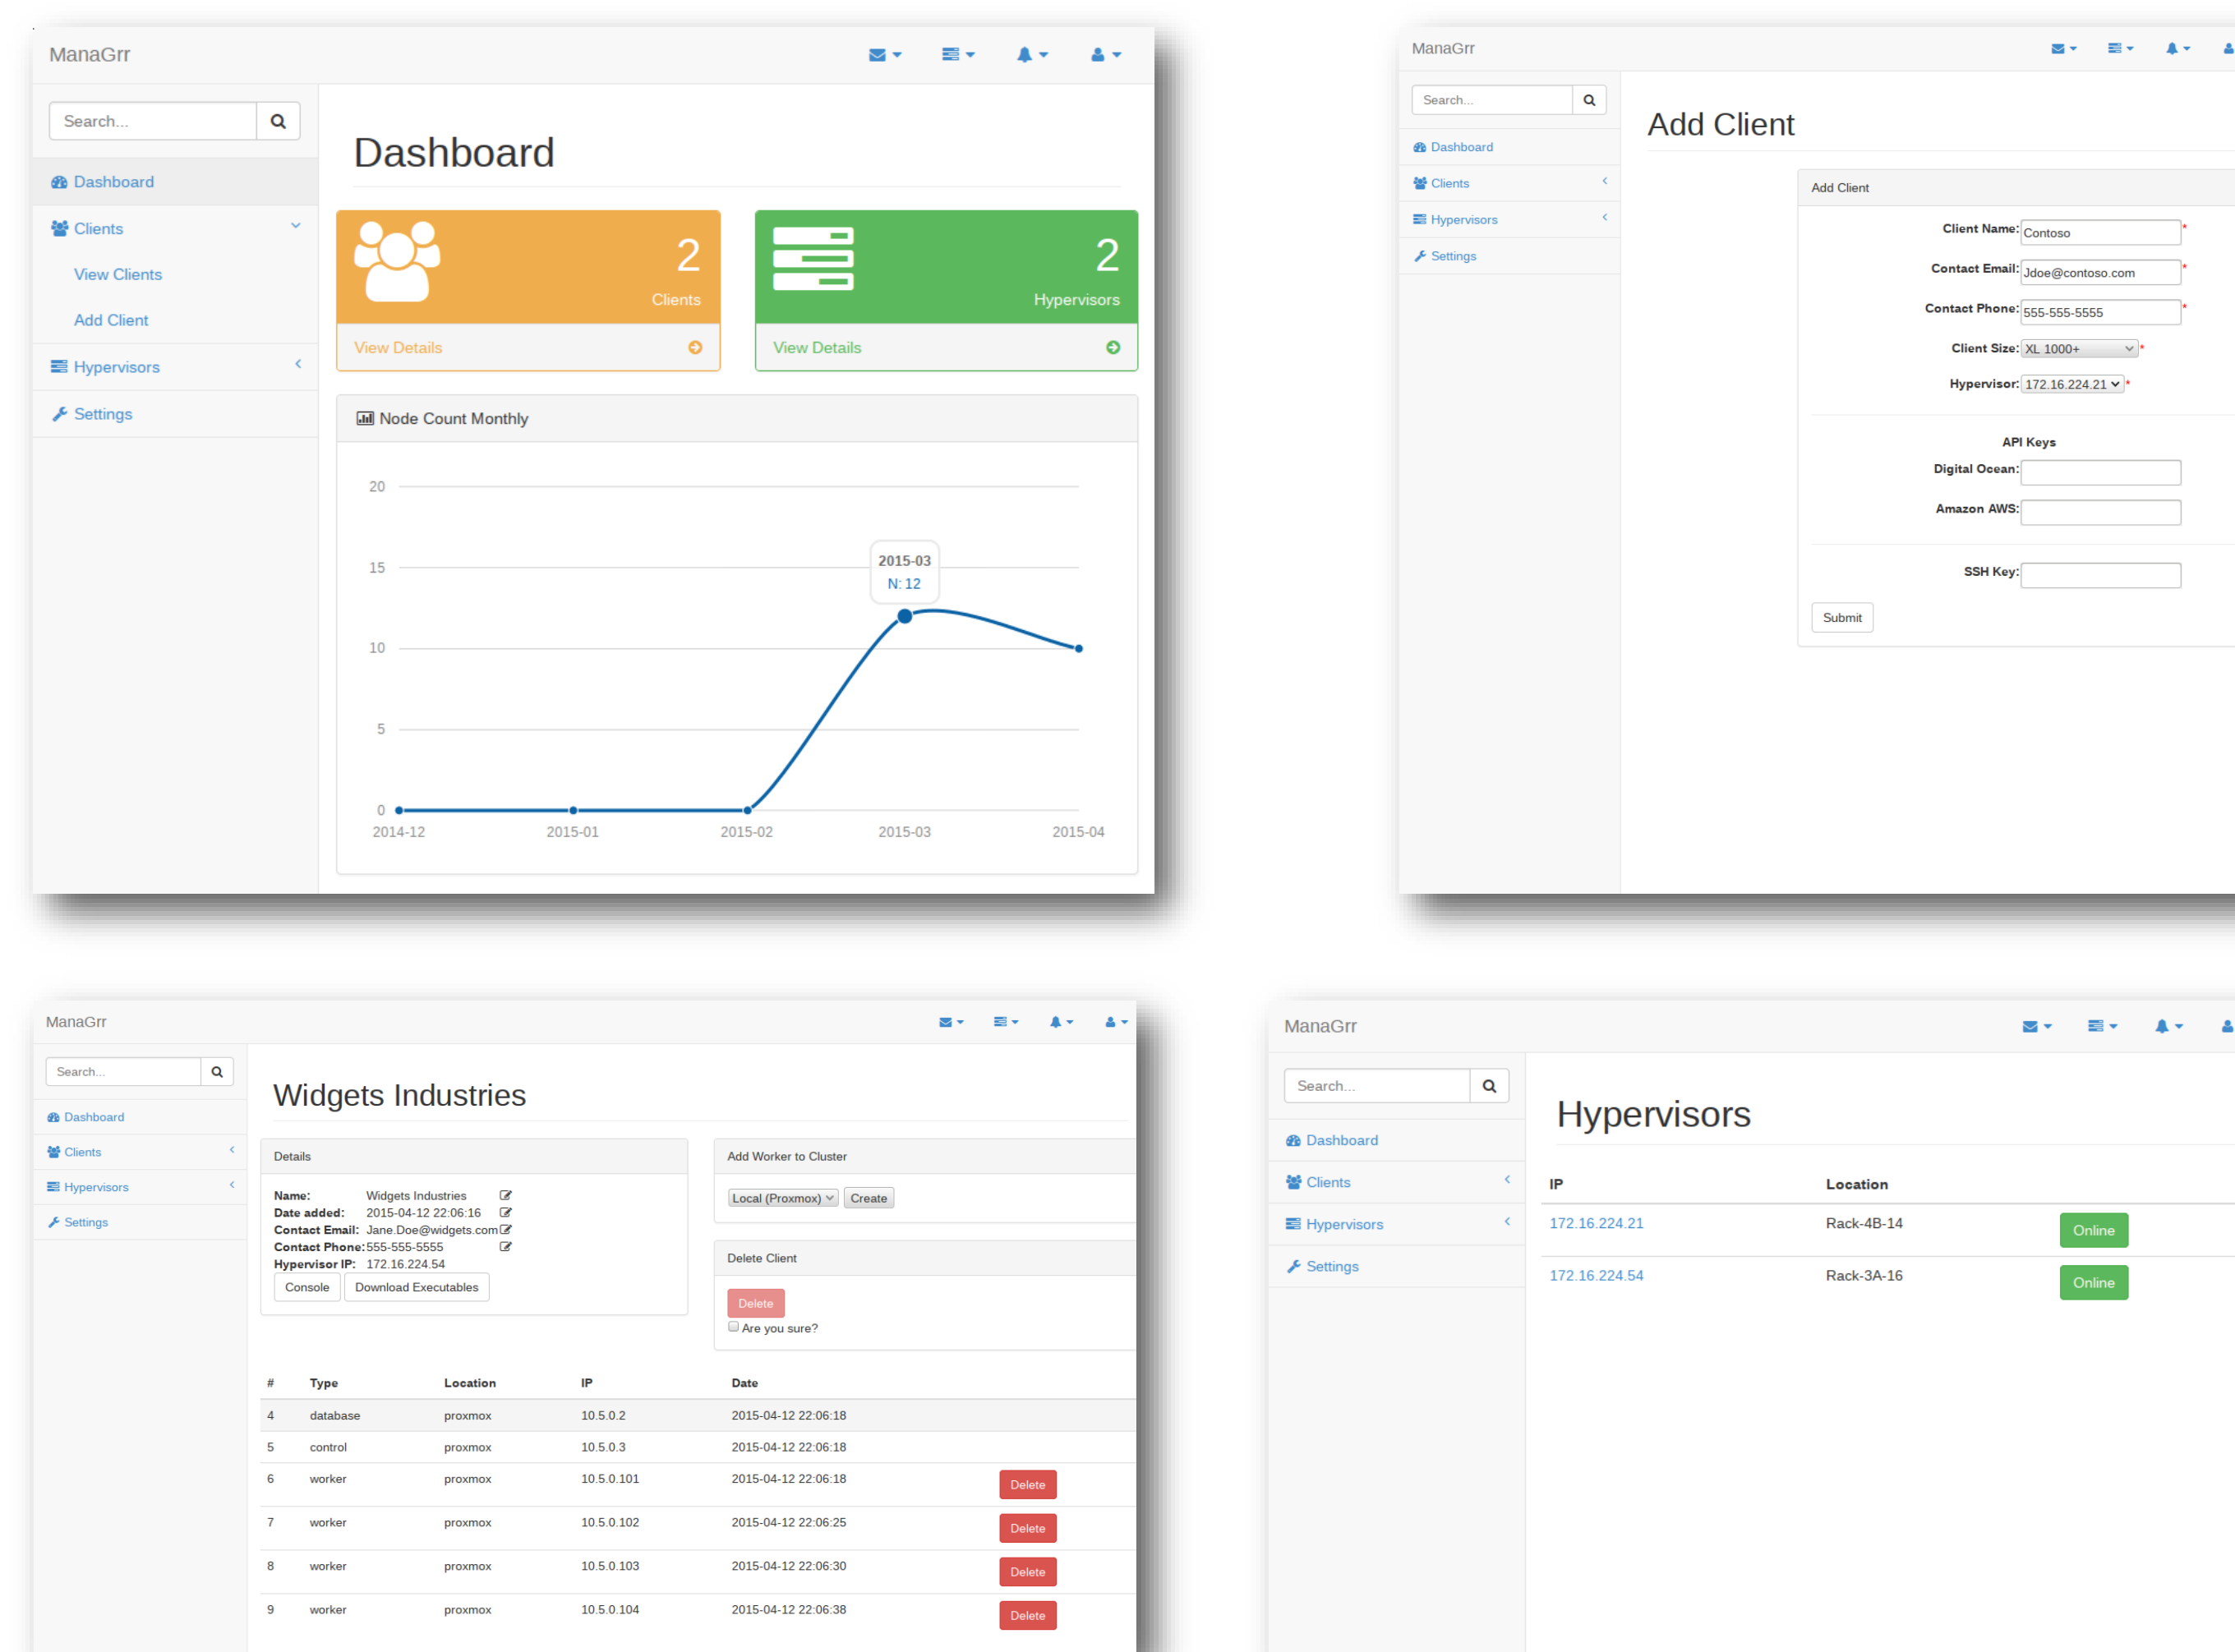 ManaGrr
Search...
Dashboard
Clients
View Clients
Add Client
Hypervisors
Settings
Dashboard
2
Clients
View Details
2
Hypervisors
View Details
Node Count Monthly
20
15
10
5
0
2015-03
N: 12
2014-12 2015-01 2015-02 2015-03 2015-04
ManaGrr
Search...
Dashboard
Clients
Hypervisors
Settings
Add Client
Add Client
Client Name: Contoso *
Contact Email: Jdoe@contoso.com *
Contact Phone: 555-555-5555 *
Client Size: XL 1000+ *
Hypervisor: 172.16.224.21 *
API Keys
Digital Ocean:
Amazon AWS:
SSH Key:
Submit
ManaGrr
Search...
Dashboard
Clients
Hypervisors
Settings
Widgets Industries
Details
Name: Widgets Industries
Date added: 2015-04-12 22:06:16
Contact Email: Jane.Doe@widgets.com
Contact Phone: 555-555-5555
Hypervisor IP: 172.16.224.54
Console Download Executables
Add Worker to Cluster
Local (Proxmox) Create
Delete Client
Delete
Are you sure?
# Type Location IP Date
4 database proxmox 10.5.0.2 2015-04-12 22:06:18
5 control proxmox 10.5.0.3 2015-04-12 22:06:18
6 worker proxmox 10.5.0.101 2015-04-12 22:06:18 Delete
7 worker proxmox 10.5.0.102 2015-04-12 22:06:25 Delete
8 worker proxmox 10.5.0.103 2015-04-12 22:06:30 Delete
9 worker proxmox 10.5.0.104 2015-04-12 22:06:38 Delete
ManaGrr
Search...
Dashboard
Clients
Hypervisors
Settings
Hypervisors
IP Location
172.16.224.21 Rack-4B-14 Online
172.16.224.54 Rack-3A-16 Online